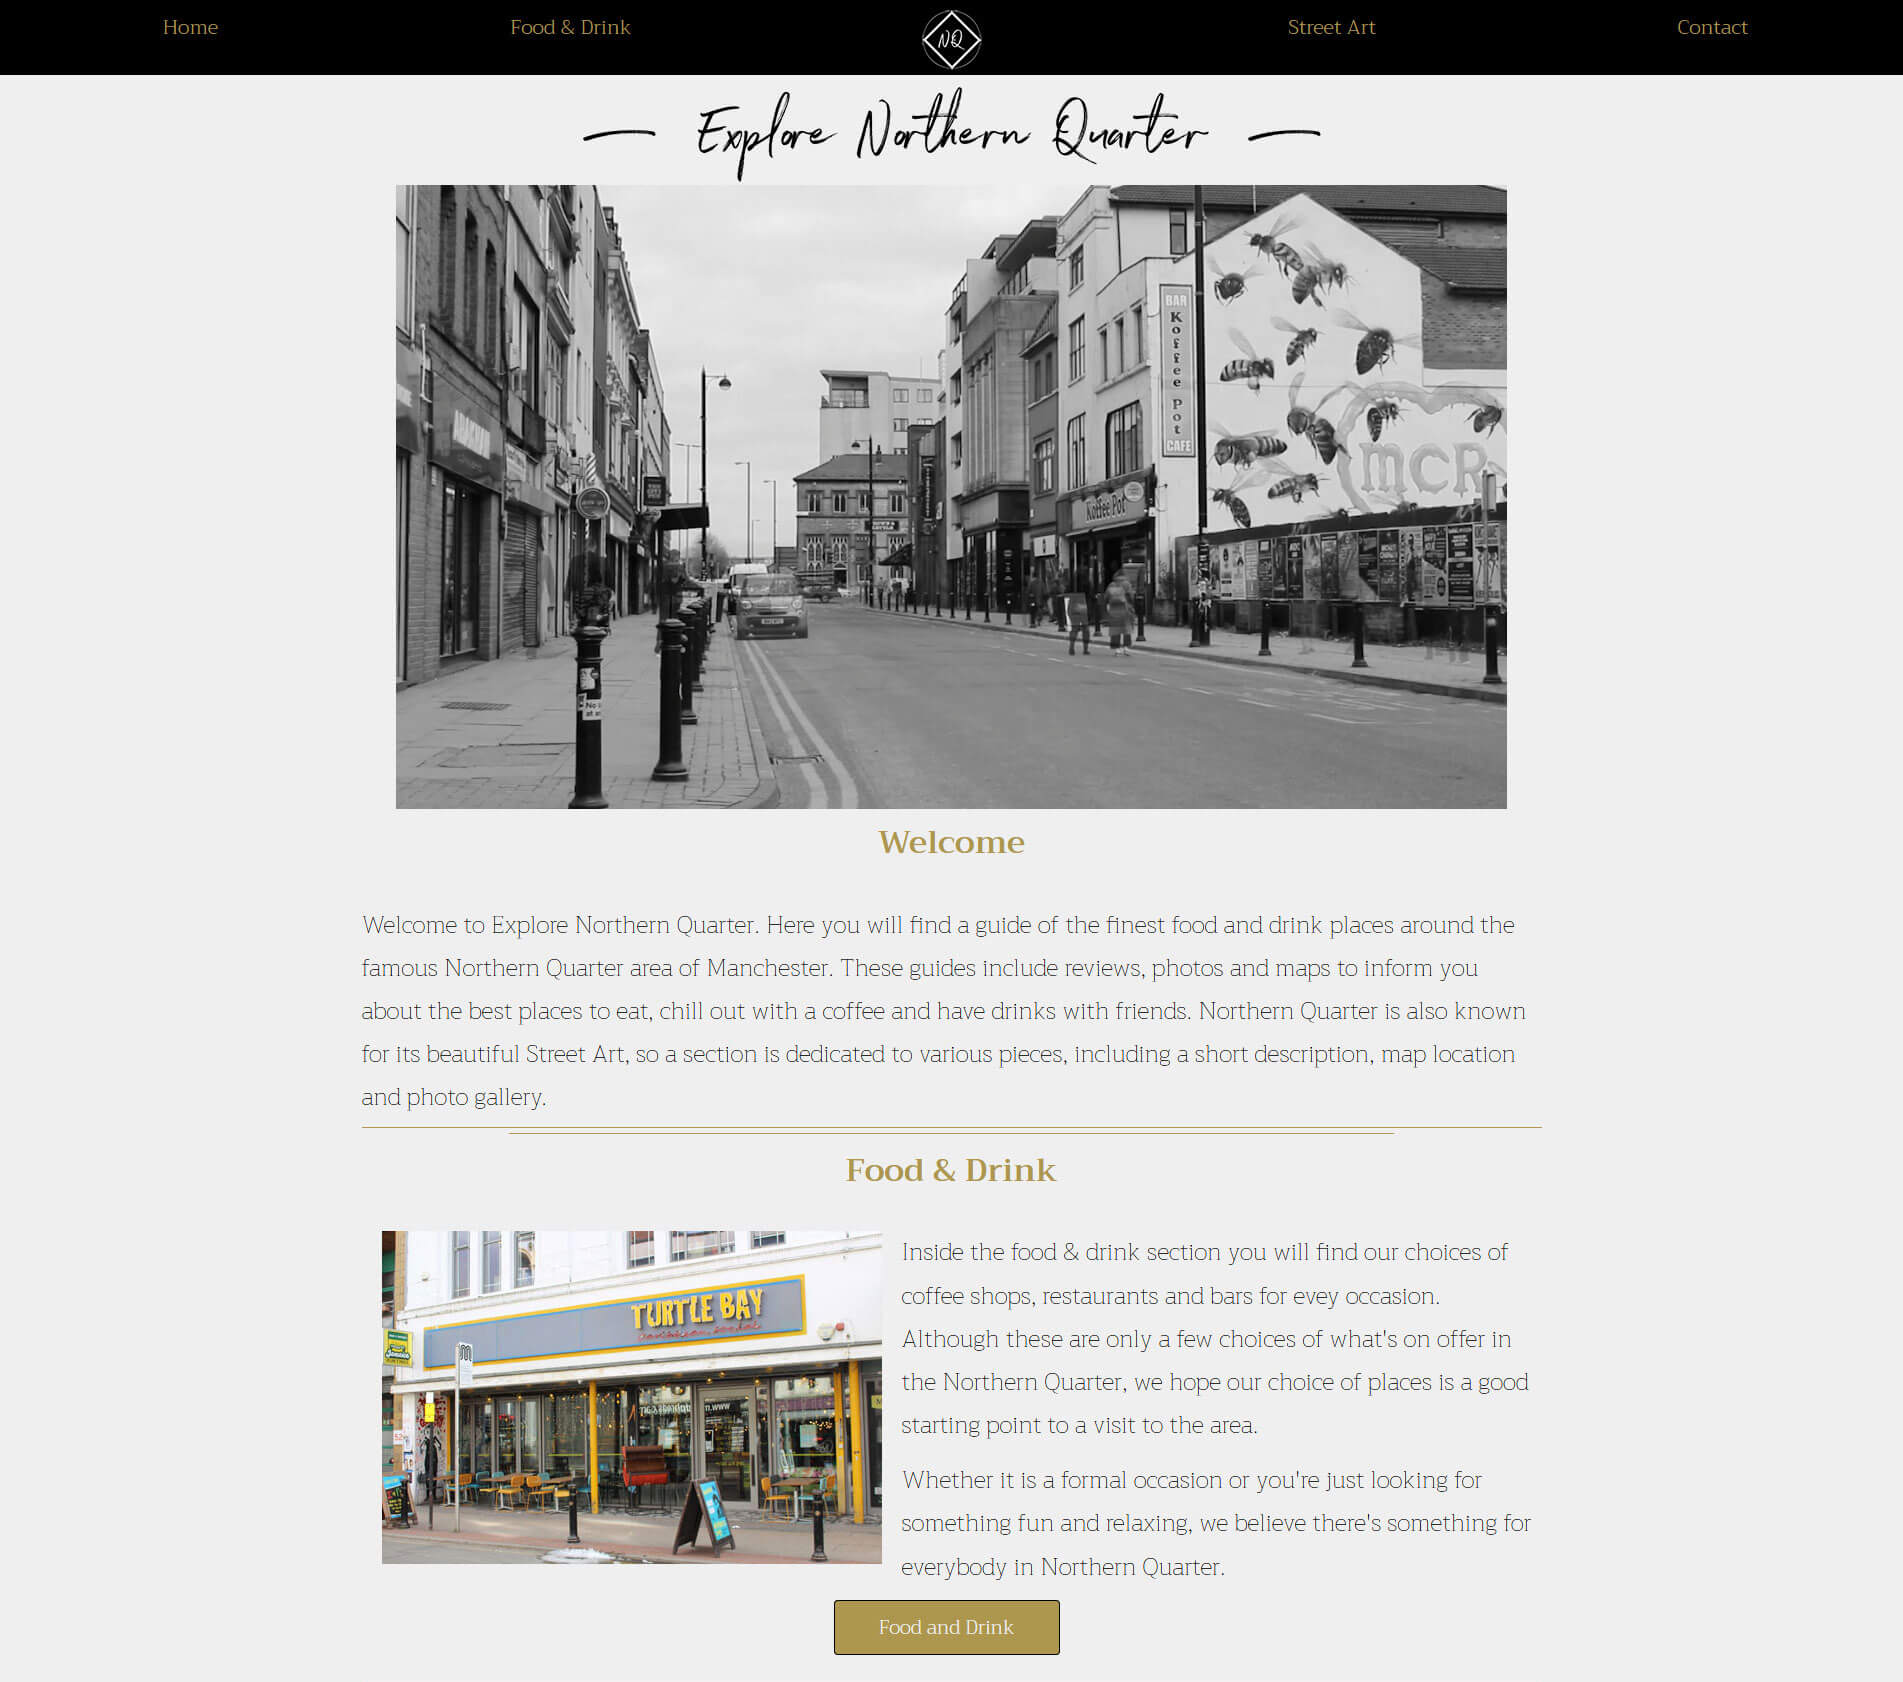 Home
Food & Drink
NQ
Street Art
Contact
Explore Northern Quarter
BAR
Koffee Pot
CAFE
Koffee Pot
MCR
Welcome
Welcome to Explore Northern Quarter. Here you will find a guide of the finest food and drink places around the
famous Northern Quarter area of Manchester. These guides include reviews, photos and maps to inform you
about the best places to eat, chill out with a coffee and have drinks with friends. Northern Quarter is also known
for its beautiful Street Art, so a section is dedicated to various pieces, including a short description, map location
and photo gallery.
Food & Drink
TURTLE BAY
Inside the food & drink section you will find our choices of
coffee shops, restaurants and bars for evey occasion.
Although these are only a few choices of what's on offer in
the Northern Quarter, we hope our choice of places is a good
starting point to a visit to the area.
Whether it is a formal occasion or you're just looking for
something fun and relaxing, we believe there's something for
everybody in Northern Quarter.
Food and Drink